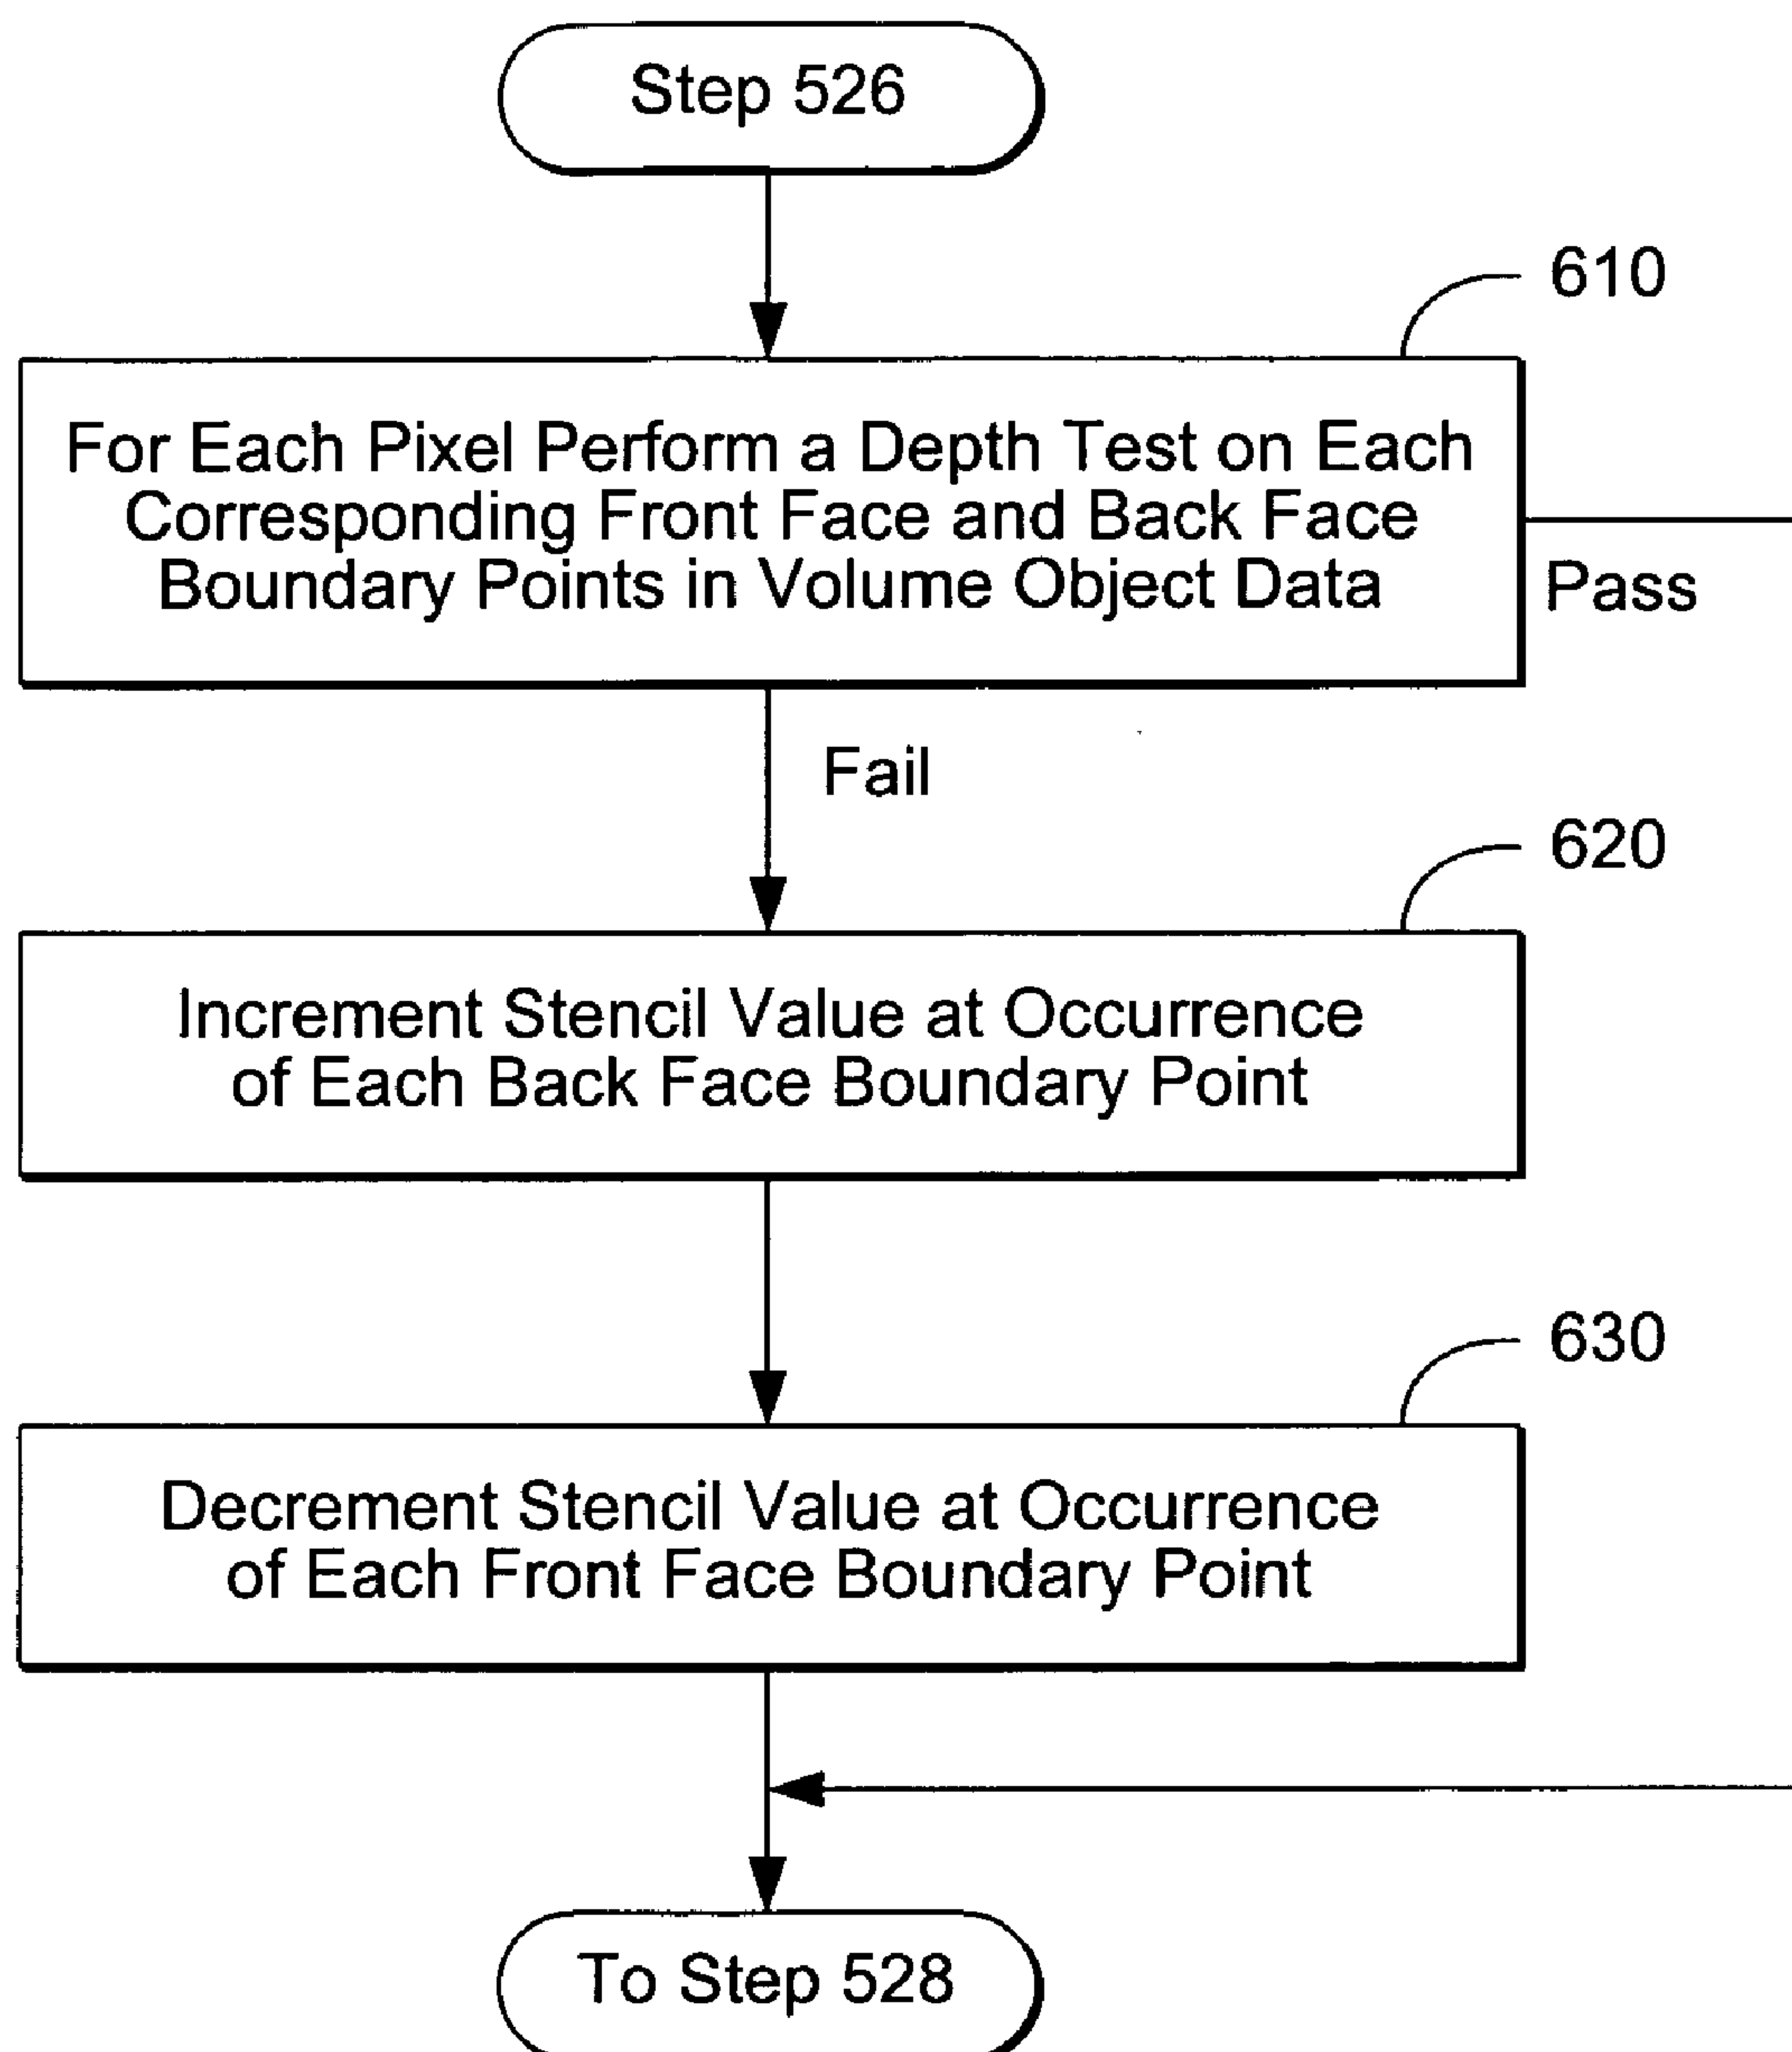 Step 526
610
For Each Pixel Perform a Depth Test on Each
Corresponding Front Face and Back Face
Boundary Points in Volume Object Data
Pass
Fail
620
Increment Stencil Value at Occurrence
of Each Back Face Boundary Point
630
Decrement Stencil Value at Occurrence
of Each Front Face Boundary Point
To Step 528